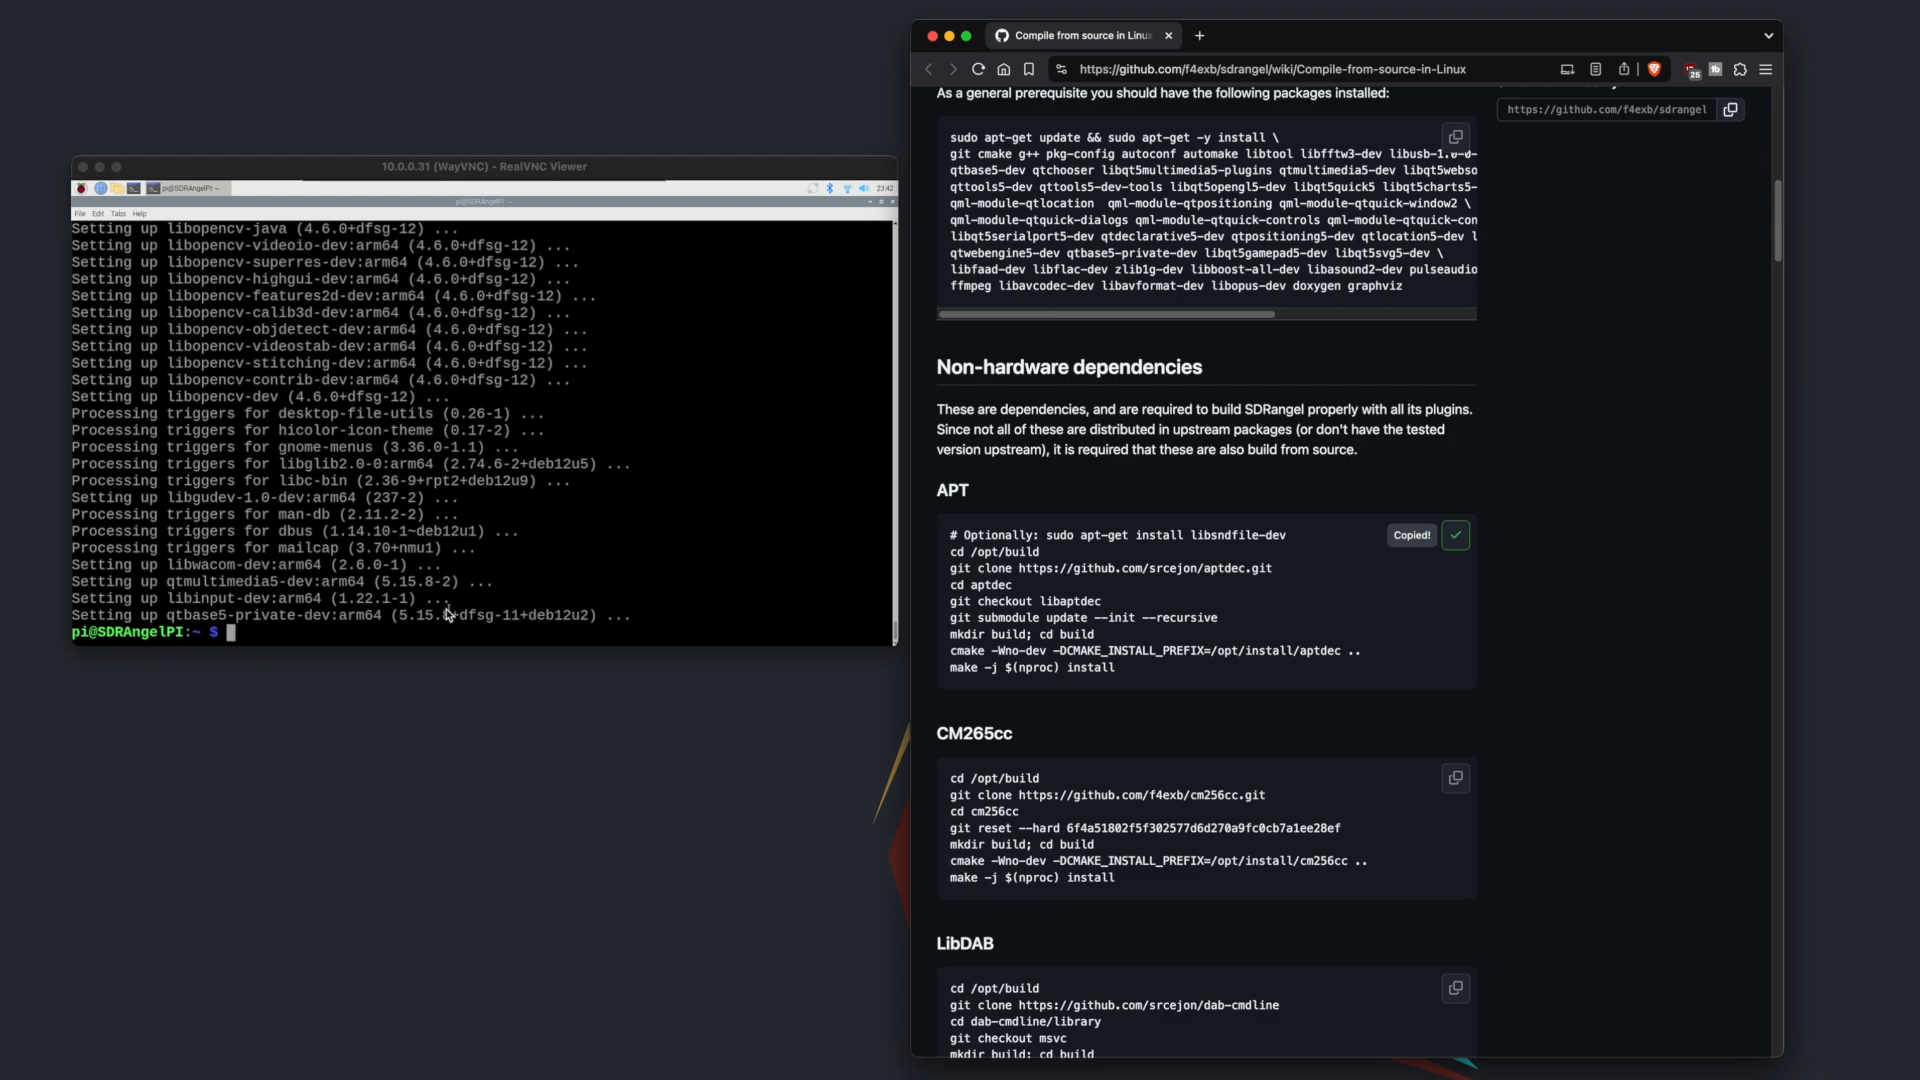 10.0.0.31 (WayVNC) - RealVNC Viewer
pi@SDRAngelPI: ~
23:42
pi@SDRAngelPI: ~
File Edit Tabs Help
Setting up libopencv-java (4.6.0+dfsg-12) ...
Setting up libopencv-videoio-dev:arm64 (4.6.0+dfsg-12) ...
Setting up libopencv-superres-dev:arm64 (4.6.0+dfsg-12) ...
Setting up libopencv-highgui-dev:arm64 (4.6.0+dfsg-12) ...
Setting up libopencv-features2d-dev:arm64 (4.6.0+dfsg-12) ...
Setting up libopencv-calib3d-dev:arm64 (4.6.0+dfsg-12) ...
Setting up libopencv-objdetect-dev:arm64 (4.6.0+dfsg-12) ...
Setting up libopencv-videostab-dev:arm64 (4.6.0+dfsg-12) ...
Setting up libopencv-stitching-dev:arm64 (4.6.0+dfsg-12) ...
Setting up libopencv-contrib-dev:arm64 (4.6.0+dfsg-12) ...
Setting up libopencv-dev (4.6.0+dfsg-12) ...
Processing triggers for desktop-file-utils (0.26-1) ...
Processing triggers for hicolor-icon-theme (0.17-2) ...
Processing triggers for gnome-menus (3.36.0-1.1) ...
Processing triggers for libglib2.0-0:arm64 (2.74.6-2+deb12u5) ...
Processing triggers for libc-bin (2.36-9+rpt2+deb12u9) ...
Setting up libgudev-1.0-dev:arm64 (237-2) ...
Processing triggers for man-db (2.11.2-2) ...
Processing triggers for dbus (1.14.10-1~deb12u1) ...
Processing triggers for mailcap (3.70+nmu1) ...
Setting up libwacom-dev:arm64 (2.6.0-1) ...
Setting up qtmultimedia5-dev:arm64 (5.15.8-2) ...
Setting up libinput-dev:arm64 (1.22.1-1) ...
Setting up qtbase5-private-dev:arm64 (5.15.8+dfsg-11+deb12u2) ...
pi@SDRAngelPI:~ $
Compile from source in Linux
https://github.com/f4exb/sdrangel/wiki/Compile-from-source-in-Linux
25
As a general prerequisite you should have the following packages installed:
https://github.com/f4exb/sdrangel
sudo apt-get update && sudo apt-get -y install \
git cmake g++ pkg-config autoconf automake libtool libfftw3-dev libusb-1.0-0-
qtbase5-dev qtchooser libqt5multimedia5-plugins qtmultimedia5-dev libqt5webso
qttools5-dev qttools5-dev-tools libqt5opengl5-dev libqt5quick5 libqt5charts5-
qml-module-qtlocation qml-module-qtpositioning qml-module-qtquick-window2 \
qml-module-qtquick-dialogs qml-module-qtquick-controls qml-module-qtquick-con
libqt5serialport5-dev qtdeclarative5-dev qtpositioning5-dev qtlocation5-dev l
qtwebengine5-dev qtbase5-private-dev libqt5gamepad5-dev libqt5svg5-dev \
libfaad-dev libflac-dev zlib1g-dev libboost-all-dev libasound2-dev pulseaudio
ffmpeg libavcodec-dev libavformat-dev libopus-dev doxygen graphviz
Non-hardware dependencies
These are dependencies, and are required to build SDRangel properly with all its plugins.
Since not all of these are distributed in upstream packages (or don't have the tested
version upstream), it is required that these are also build from source.
APT
# Optionally: sudo apt-get install libsndfile-dev
Copied!
cd /opt/build
git clone https://github.com/srcejon/aptdec.git
cd aptdec
git checkout libaptdec
git submodule update --init --recursive
mkdir build; cd build
cmake -Wno-dev -DCMAKE_INSTALL_PREFIX=/opt/install/aptdec ..
make -j $(nproc) install
CM265cc
cd /opt/build
git clone https://github.com/f4exb/cm256cc.git
cd cm256cc
git reset --hard 6f4a51802f5f302577d6d270a9fc0cb7a1ee28ef
mkdir build; cd build
cmake -Wno-dev -DCMAKE_INSTALL_PREFIX=/opt/install/cm256cc ..
make -j $(nproc) install
LibDAB
cd /opt/build
git clone https://github.com/srcejon/dab-cmdline
cd dab-cmdline/library
git checkout msvc
mkdir build; cd build